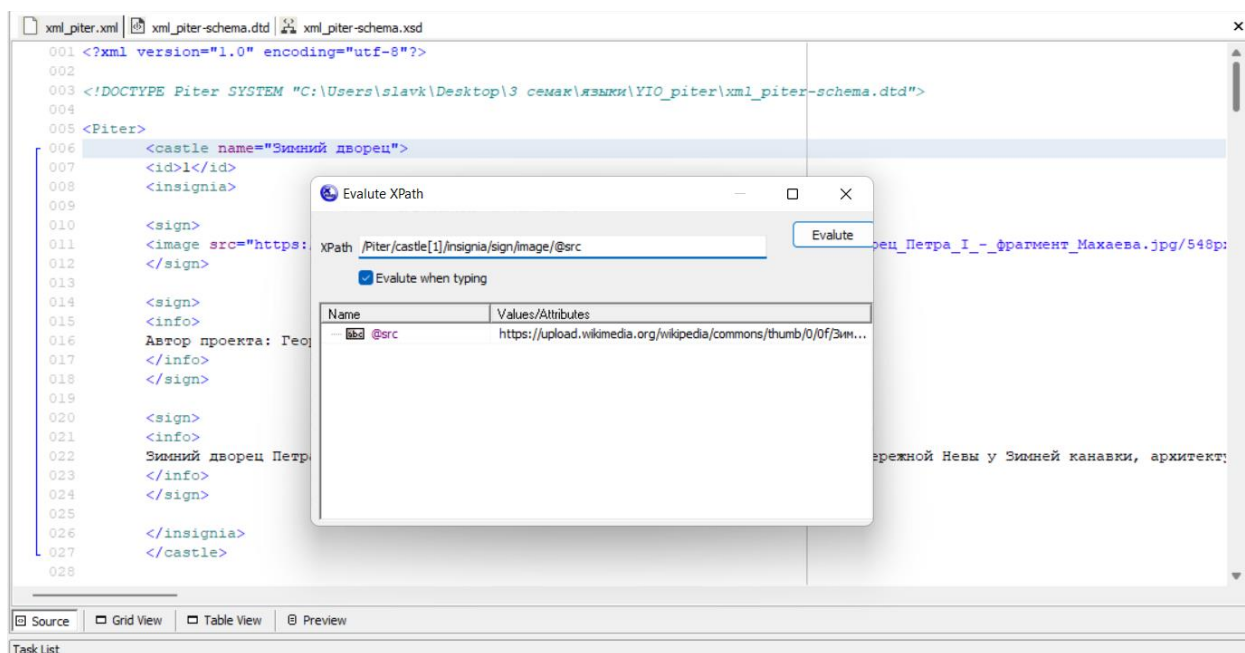 xml_piter.xml xml_piter-schema.dtd xml_piter-schema.xsd
001 <?xml version="1.0" encoding="utf-8"?>
002
003 <!DOCTYPE Piter SYSTEM "C:\Users\slavk\Desktop\3 семак\языки\YIO_piter\xml_piter-schema.dtd">
004
005 <Piter>
006 <castle name="Зимний дворец">
007 <id>1</id>
008 <insignia>
009
010 <sign>
011 <image src="https: рец_Петра_I_-_фрагмент_Махаева.jpg/548p
012 </sign>
013
014 <sign>
015 <info>
016 Автор проекта: Геор
017 </info>
018 </sign>
019
020 <sign>
021 <info>
022 Зимний дворец Петр ережной Невы у Зимней канавки, архитект
023 </info>
024 </sign>
025
026 </insignia>
027 </castle>
028
Evalute XPath
XPath /Piter/castle[1]/insignia/sign/image/@src Evalute
Evalute when typing
Name Values/Attributes
abc @src https://upload.wikimedia.org/wikipedia/commons/thumb/0/0f/Зим...
Source Grid View Table View Preview
Task List